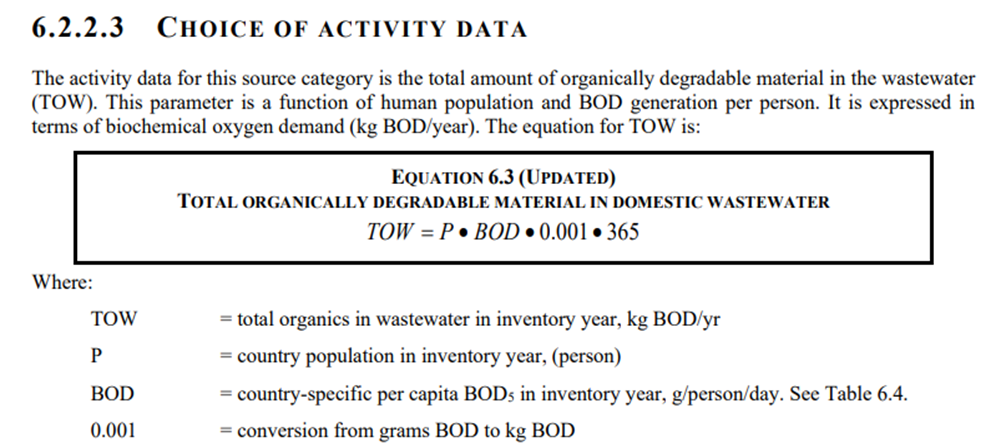 6.2.2.3 CHOICE OF ACTIVITY DATA
The activity data for this source category is the total amount of organically degradable material in the wastewater
(TOW). This parameter is a function of human population and BOD generation per person. It is expressed in
terms of biochemical oxygen demand (kg BOD/year). The equation for TOW is:
EQUATION 6.3 (UPDATED)
TOTAL ORGANICALLY DEGRADABLE MATERIAL IN DOMESTIC WASTEWATER
TOW = P • BOD • 0.001 • 365
Where:
TOW = total organics in wastewater in inventory year, kg BOD/yr
P = country population in inventory year, (person)
BOD = country-specific per capita BOD₅ in inventory year, g/person/day. See Table 6.4.
0.001 = conversion from grams BOD to kg BOD